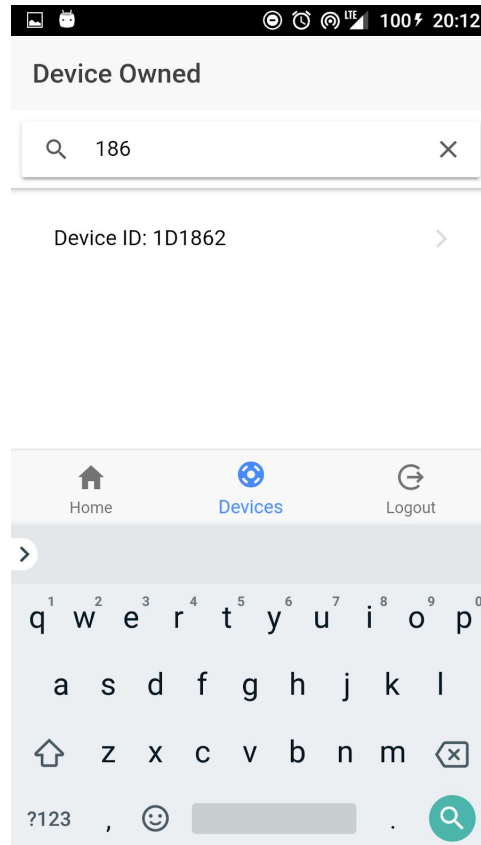 LTE 100 20:12
Device Owned
186
Device ID: 1D1862
Home Devices Logout
1 2 3 4 5 6 7 8 9 0
q w e r t y u i o p
a s d f g h j k l
z x c v b n m
?123 , .